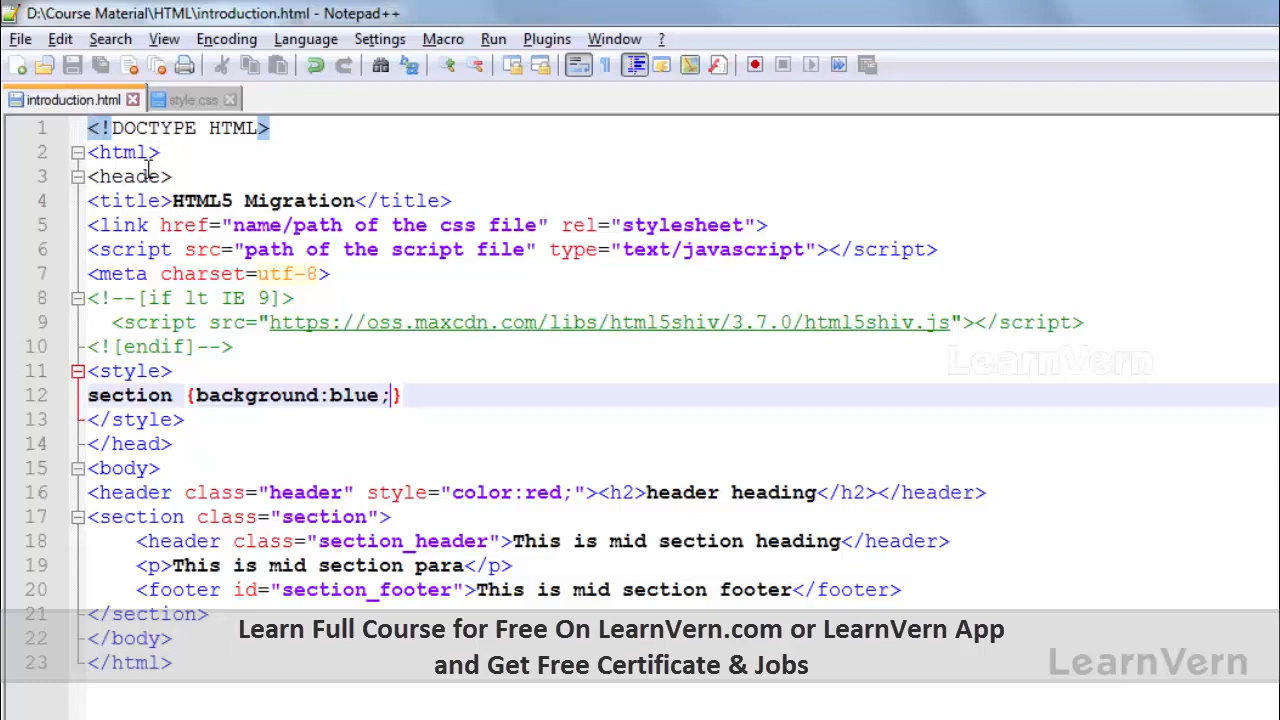 D:\Course Material\HTML\introduction.html - Notepad++
File Edit Search View Encoding Language Settings Macro Run Plugins Window ?
introduction.html style.css
1 <!DOCTYPE HTML>
2 <html>
3 <heade>
4 <title>HTML5 Migration</title>
5 <link href="name/path of the css file" rel="stylesheet">
6 <script src="path of the script file" type="text/javascript"></script>
7 <meta charset=utf-8>
8 <!--[if lt IE 9]>
9 <script src="https://oss.maxcdn.com/libs/html5shiv/3.7.0/html5shiv.js"></script>
10 <![endif]-->
11 <style>
12 section {background:blue;}
13 </style>
14 </head>
15 <body>
16 <header class="header" style="color:red;"><h2>header heading</h2></header>
17 <section class="section">
18 <header class="section_header">This is mid section heading</header>
19 <p>This is mid section para</p>
20 <footer id="section_footer">This is mid section footer</footer>
21 </section>
22 </body>
23 </html>
LearnVern
Learn Full Course for Free On LearnVern.com or LearnVern App
and Get Free Certificate & Jobs
LearnVern